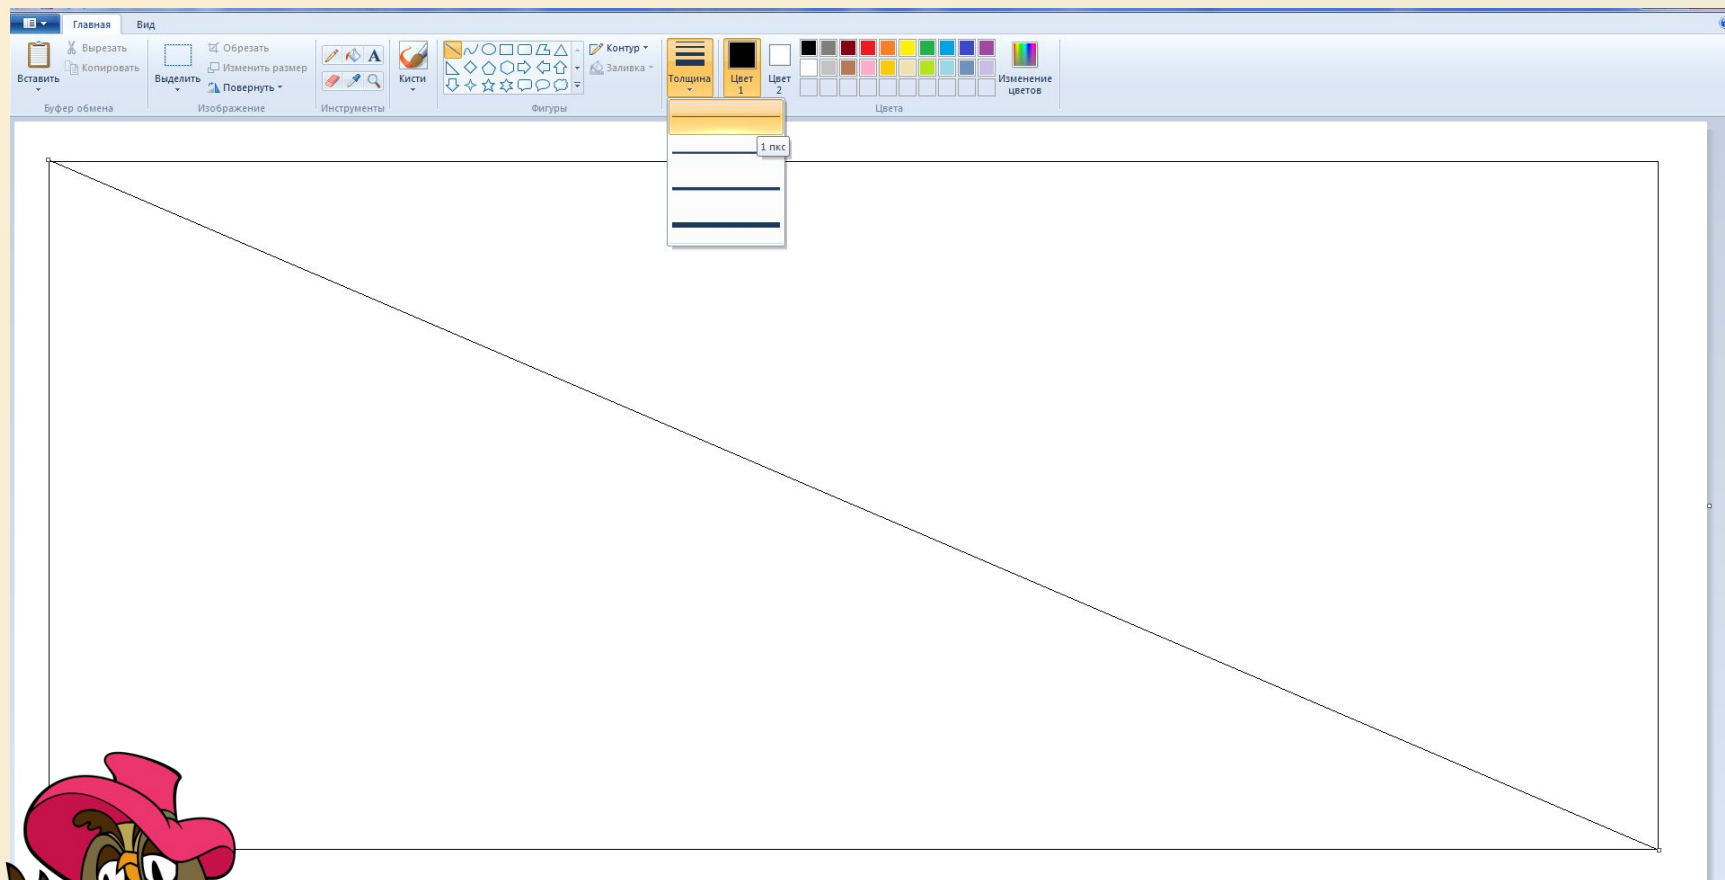 Главная Вид
Вставить
Вырезать
Копировать
Буфер обмена
Выделить
Обрезать
Изменить размер
Повернуть
Изображение
A
Инструменты
Кисти
Контур
Заливка
Фигуры
Толщина
Цвет 1
Цвет 2
Изменение цветов
Цвета
1 пкс